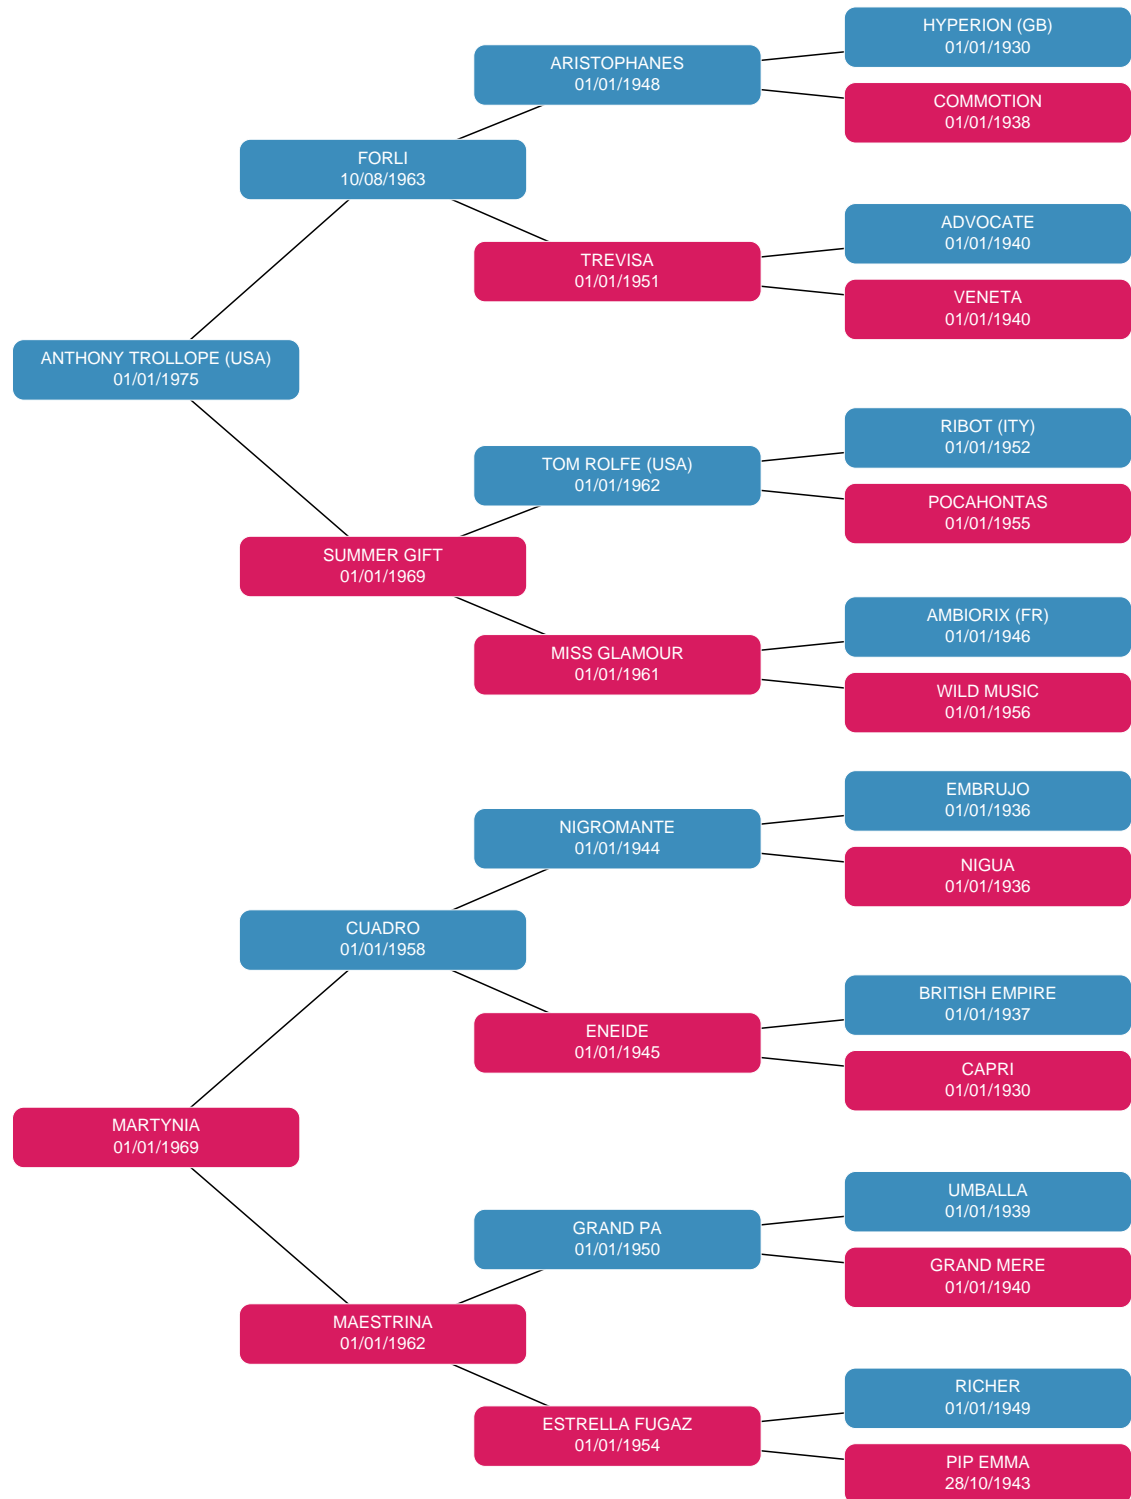 HYPERION (GB)
01/01/1930
ARISTOPHANES
01/01/1948
COMMOTION
01/01/1938
FORLI
10/08/1963
ADVOCATE
01/01/1940
TREVISA
01/01/1951
VENETA
01/01/1940
ANTHONY TROLLOPE (USA)
01/01/1975
RIBOT (ITY)
01/01/1952
TOM ROLFE (USA)
01/01/1962
POCAHONTAS
01/01/1955
SUMMER GIFT
01/01/1969
AMBIORIX (FR)
01/01/1946
MISS GLAMOUR
01/01/1961
WILD MUSIC
01/01/1956
EMBRUJO
01/01/1936
NIGROMANTE
01/01/1944
NIGUA
01/01/1936
CUADRO
01/01/1958
BRITISH EMPIRE
01/01/1937
ENEIDE
01/01/1945
CAPRI
01/01/1930
MARTYNIA
01/01/1969
UMBALLA
01/01/1939
GRAND PA
01/01/1950
GRAND MERE
01/01/1940
MAESTRINA
01/01/1962
RICHER
01/01/1949
ESTRELLA FUGAZ
01/01/1954
PIP EMMA
28/10/1943